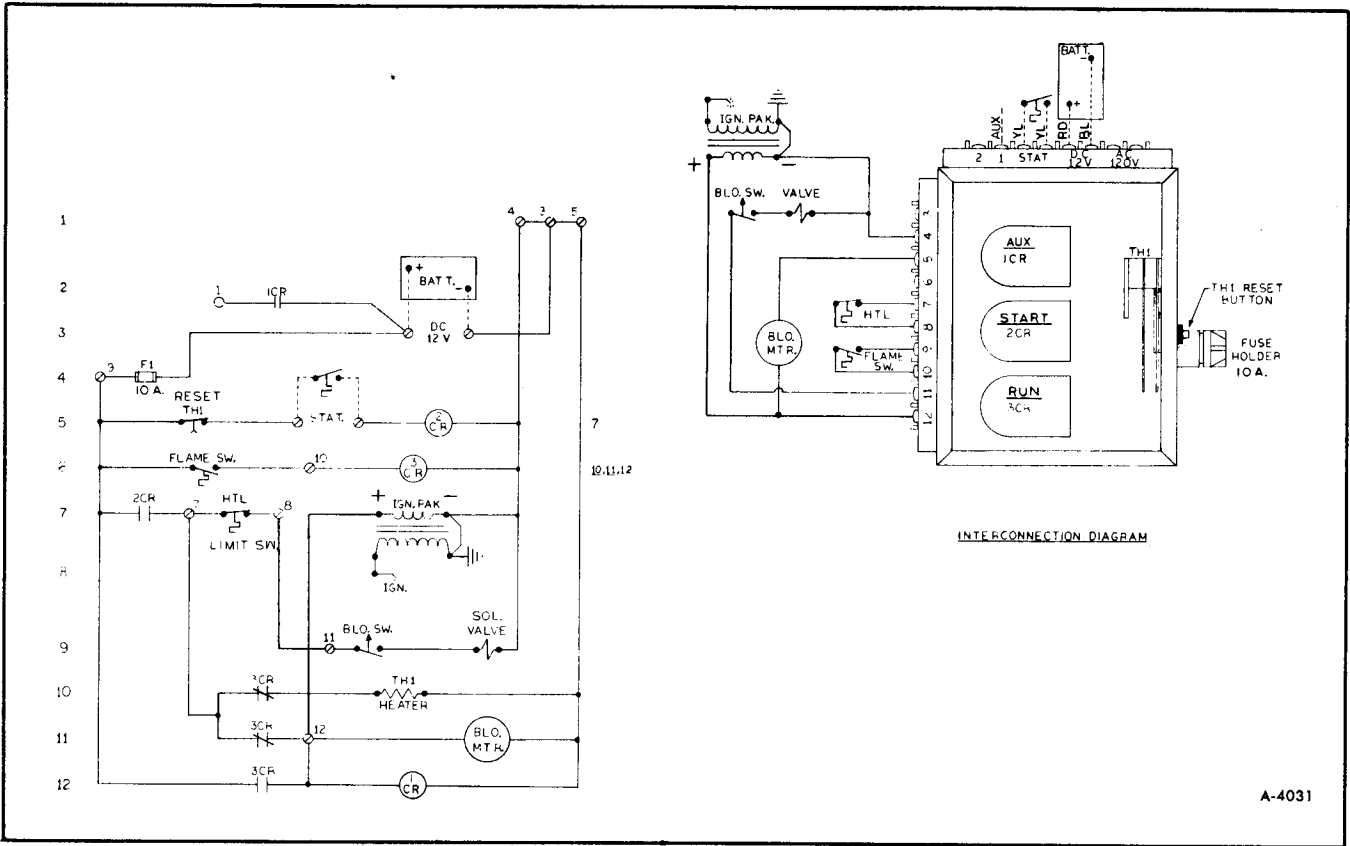 1
4 3 5
2
1
1CR
+
BATT.
-
3
DC
12 V
4
9
F1
10 A.
RESET
TH1
5
STAT.
2
CR
7
FLAME SW.
10
3
CR
10,11,12
7
2CR
7
HTL
8
LIMIT SW.
+ IGN. PAK -
8
IGN.
9
11
BLO. SW.
SOL.
VALVE
10
3CR
TH1
HEATER
11
3CR
12
BLO.
MTR.
12
3CR
1
CR
BATT.
-
+
IGN. PAK.
+ -
AUX
YL
YL
RD
BL
2 1 STAT DC
12V AC
120V
BLO. SW. VALVE
3
4
5
6
7
8
9
10
11
12
HTL
BLO.
MTR.
FLAME
SW.
AUX
1CR
START
2CR
RUN
3CR
TH1
TH1 RESET
BUTTON
FUSE
HOLDER
10 A.
INTERCONNECTION DIAGRAM
A-4031